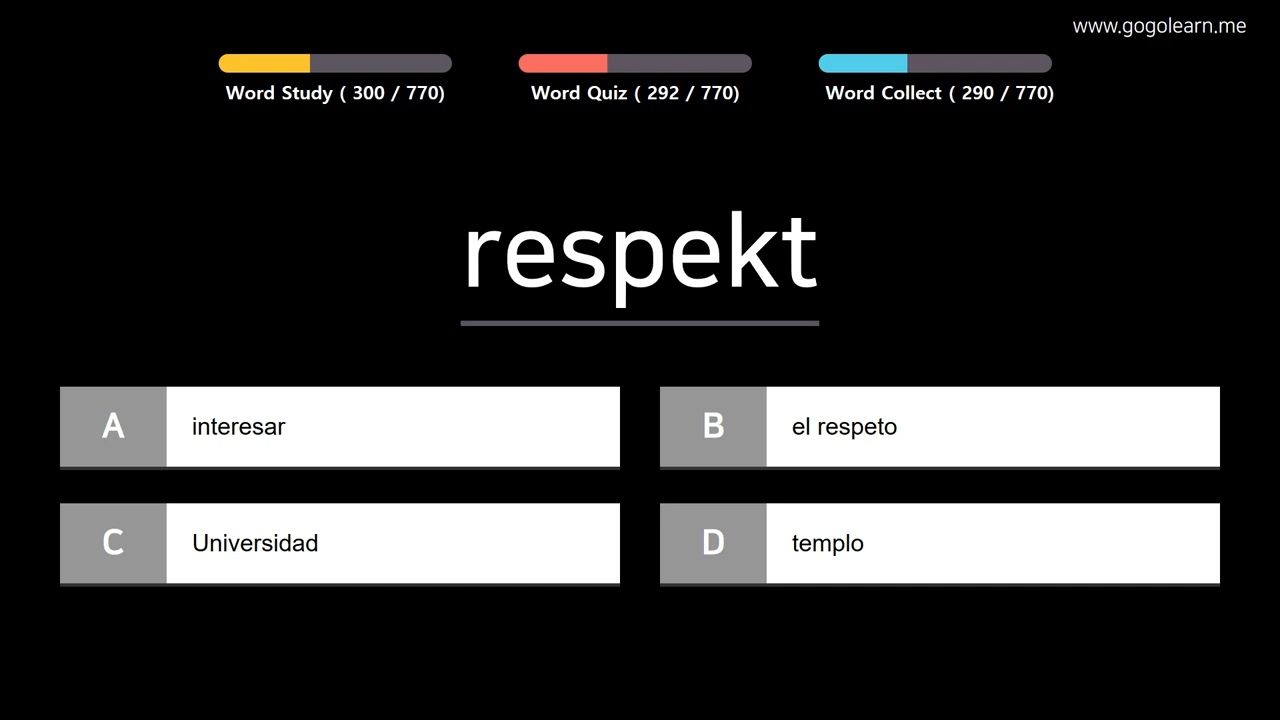 www.gogolearn.me
Word Study ( 300 / 770)
Word Quiz ( 292 / 770)
Word Collect ( 290 / 770)
respekt
A interesar
B el respeto
C Universidad
D templo